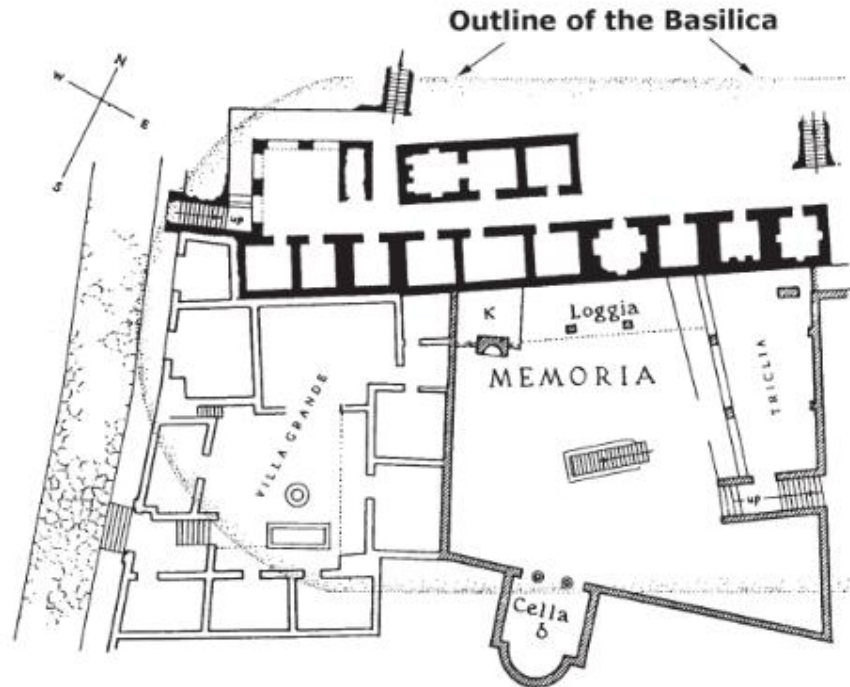 Outline of the Basilica
N
W
E
S
up
K
Loggia
MEMORIA
TRICLIA
VILLA GRANDE
up
Cella
b